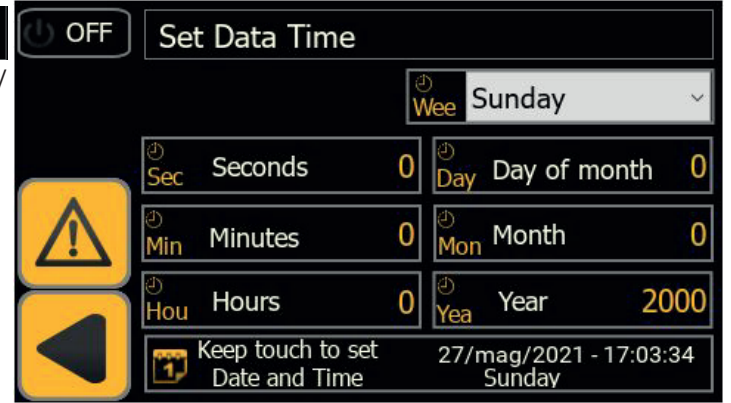 OFF
Set Data Time
/
Wee Sunday
Sec Seconds 0
Day Day of month 0
Min Minutes 0
Mon Month 0
Hou Hours 0
Yea Year 2000
1
Keep touch to set
Date and Time
27/mag/2021 - 17:03:34
Sunday